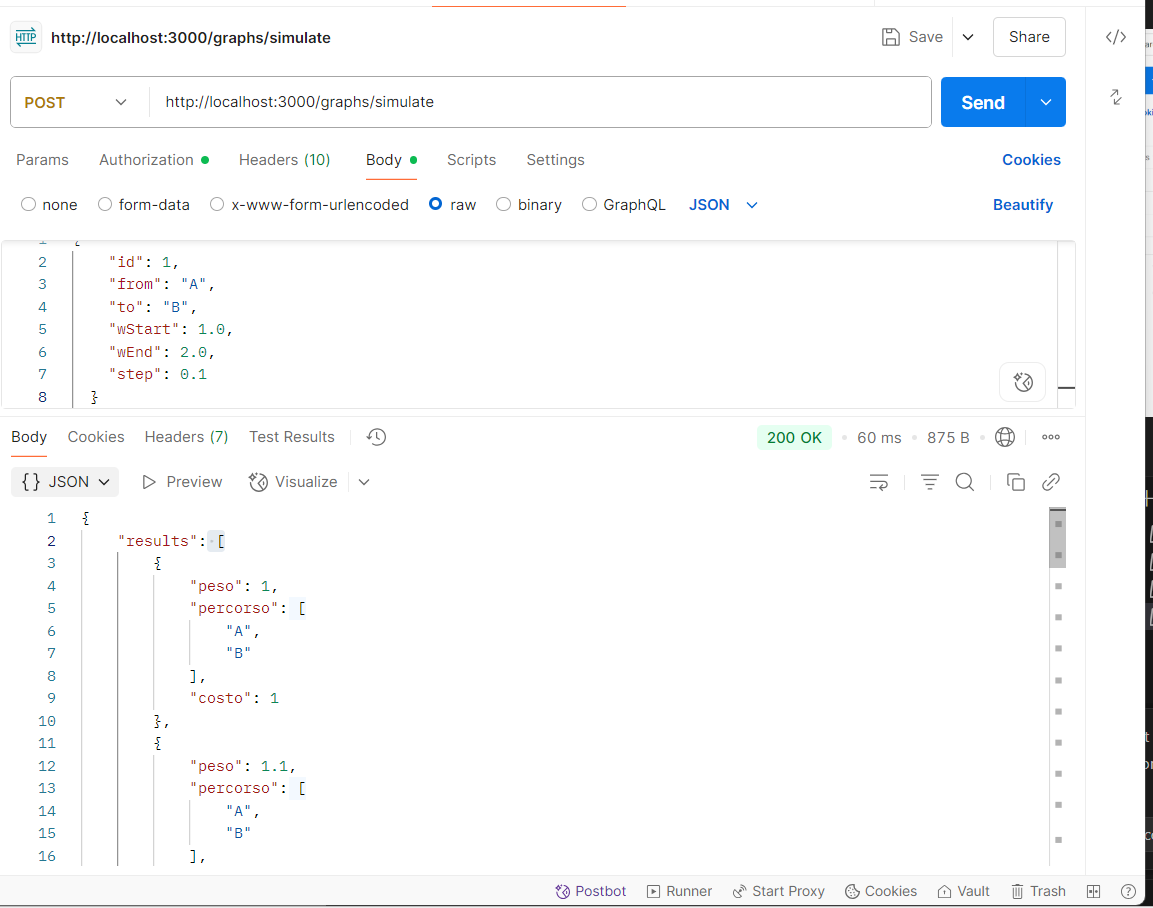 HTTP http://localhost:3000/graphs/simulate Save Share
POST http://localhost:3000/graphs/simulate Send
Params Authorization Headers (10) Body Scripts Settings Cookies
none form-data x-www-form-urlencoded raw binary GraphQL JSON Beautify
2 "id": 1,
3 "from": "A",
4 "to": "B",
5 "wStart": 1.0,
6 "wEnd": 2.0,
7 "step": 0.1
8 }
Body Cookies Headers (7) Test Results 200 OK 60 ms 875 B
{} JSON Preview Visualize
1 {
2 "results": [
3 {
4 "peso": 1,
5 "percorso": [
6 "A",
7 "B"
8 ],
9 "costo": 1
10 },
11 {
12 "peso": 1.1,
13 "percorso": [
14 "A",
15 "B"
16 ],
Postbot Runner Start Proxy Cookies Vault Trash